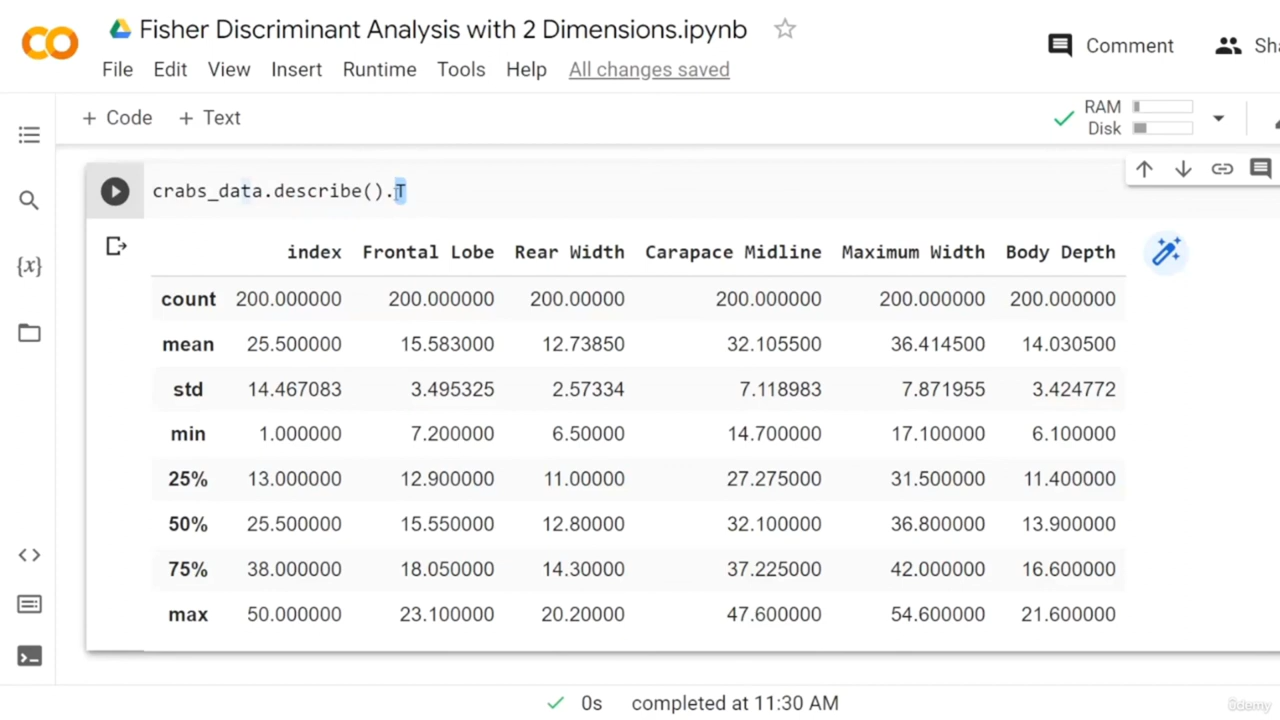 Fisher Discriminant Analysis with 2 Dimensions.ipynb
Comment
File Edit View Insert Runtime Tools Help All changes saved
+ Code + Text
RAM
Disk
crabs_data.describe().T
index Frontal Lobe Rear Width Carapace Midline Maximum Width Body Depth
count 200.000000 200.000000 200.00000 200.000000 200.000000 200.000000
mean 25.500000 15.583000 12.73850 32.105500 36.414500 14.030500
std 14.467083 3.495325 2.57334 7.118983 7.871955 3.424772
min 1.000000 7.200000 6.50000 14.700000 17.100000 6.100000
25% 13.000000 12.900000 11.00000 27.275000 31.500000 11.400000
50% 25.500000 15.550000 12.80000 32.100000 36.800000 13.900000
75% 38.000000 18.050000 14.30000 37.225000 42.000000 16.600000
max 50.000000 23.100000 20.20000 47.600000 54.600000 21.600000
0s completed at 11:30 AM
ûdemy